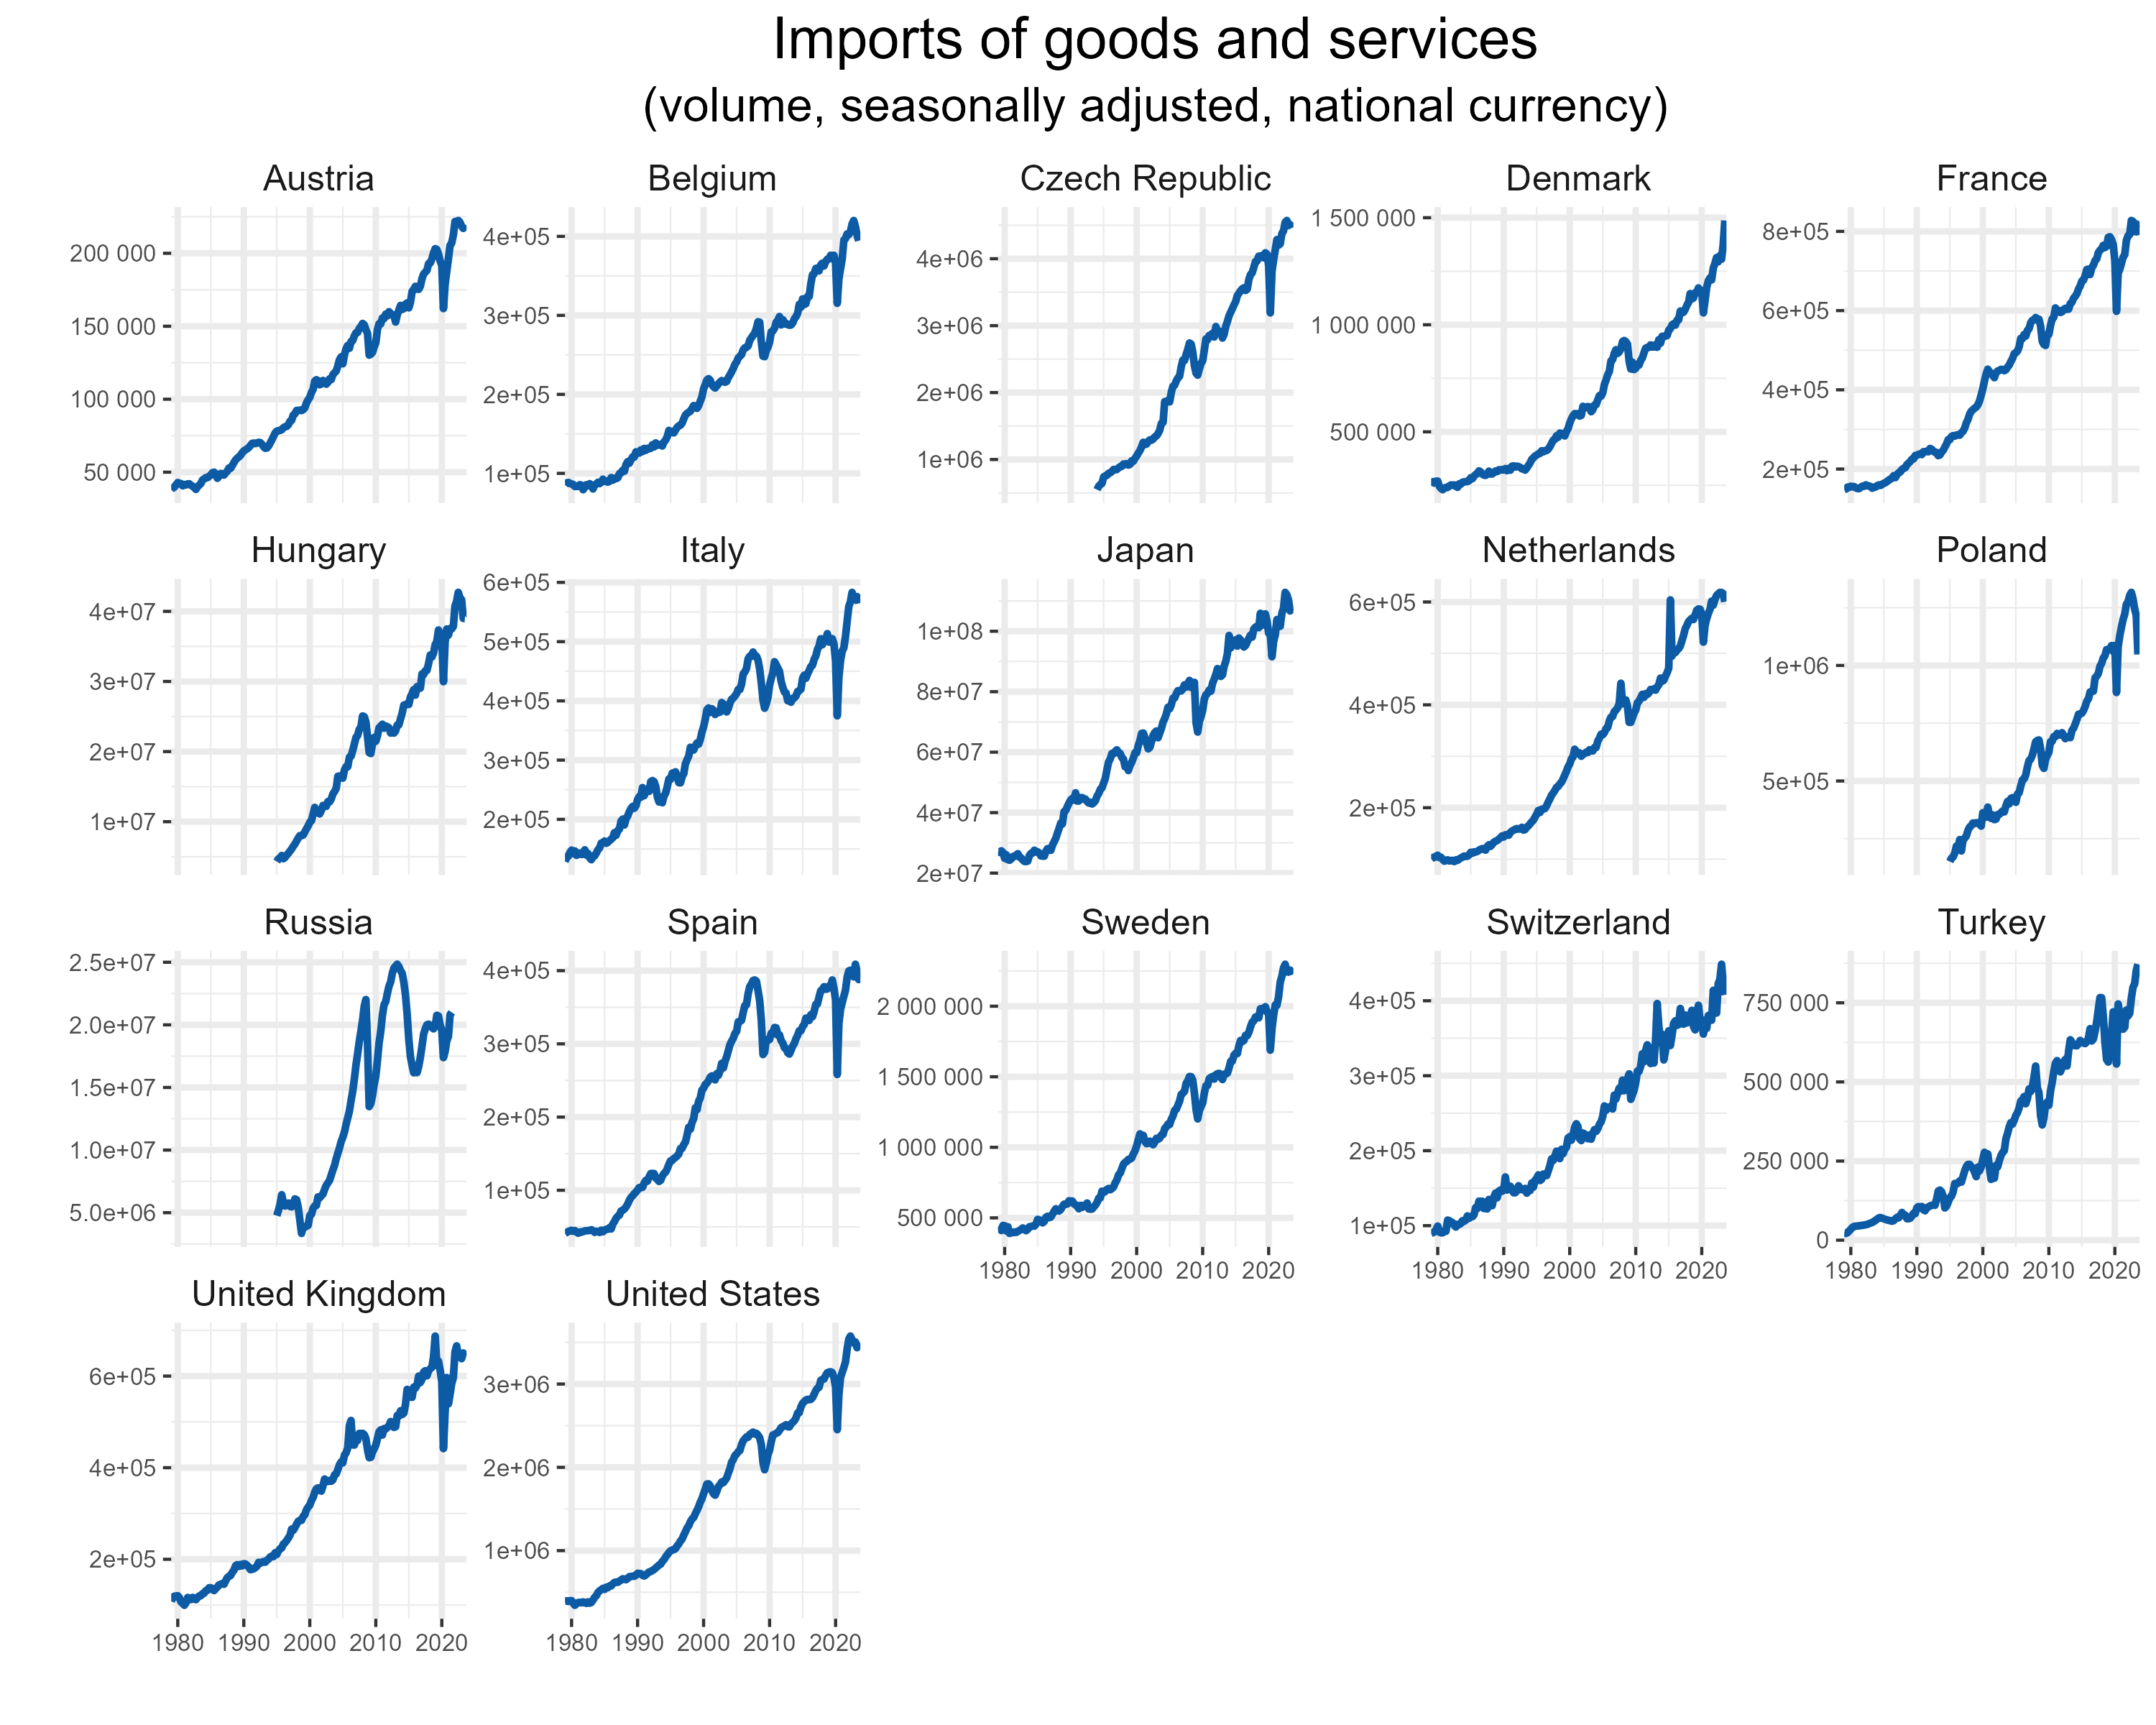 Imports of goods and services
(volume, seasonally adjusted, national currency)
Austria
Belgium
Czech Republic
Denmark
France
200 000
150 000
100 000
50 000
4e+05
3e+05
2e+05
1e+05
4e+06
3e+06
2e+06
1e+06
1 500 000
1 000 000
500 000
8e+05
6e+05
4e+05
2e+05
Hungary
Italy
Japan
Netherlands
Poland
4e+07
3e+07
2e+07
1e+07
6e+05
5e+05
4e+05
3e+05
2e+05
1e+08
8e+07
6e+07
4e+07
2e+07
6e+05
4e+05
2e+05
1e+06
5e+05
Russia
Spain
Sweden
Switzerland
Turkey
2.5e+07
2.0e+07
1.5e+07
1.0e+07
5.0e+06
4e+05
3e+05
2e+05
1e+05
2 000 000
1 500 000
1 000 000
500 000
4e+05
3e+05
2e+05
1e+05
750 000
500 000
250 000
0
1980 1990 2000 2010 2020
1980 1990 2000 2010 2020
1980 1990 2000 2010 2020
United Kingdom
United States
6e+05
4e+05
2e+05
3e+06
2e+06
1e+06
1980 1990 2000 2010 2020
1980 1990 2000 2010 2020